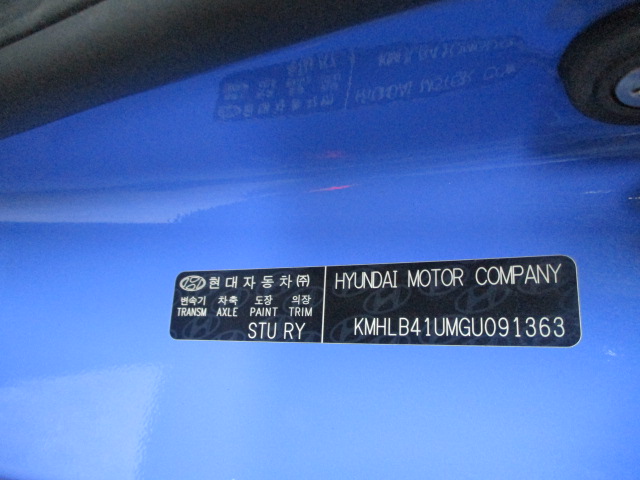 현대자동차㈜
변속기 차축 도장 의장
TRANSM AXLE PAINT TRIM
STU RY
HYUNDAI MOTOR COMPANY
KMHLB41UMGU091363